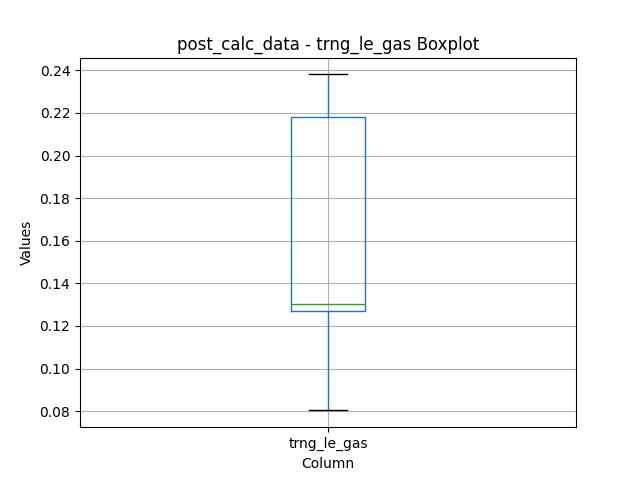 post_calc_data - trng_le_gas Boxplot
0.24
0.22
0.20
0.18
0.16
0.14
0.12
0.10
0.08
Values
trng_le_gas
Column